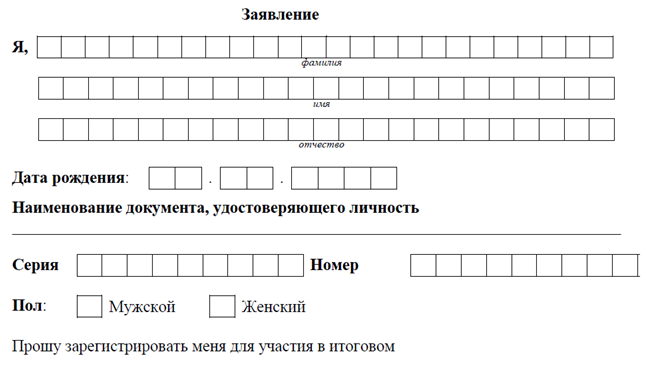 Заявление
Я,
фамилия
имя
отчество
Дата рождения: . .
Наименование документа, удостоверяющего личность
Серия Номер
Пол: Мужской Женский
Прошу зарегистрировать меня для участия в итоговом